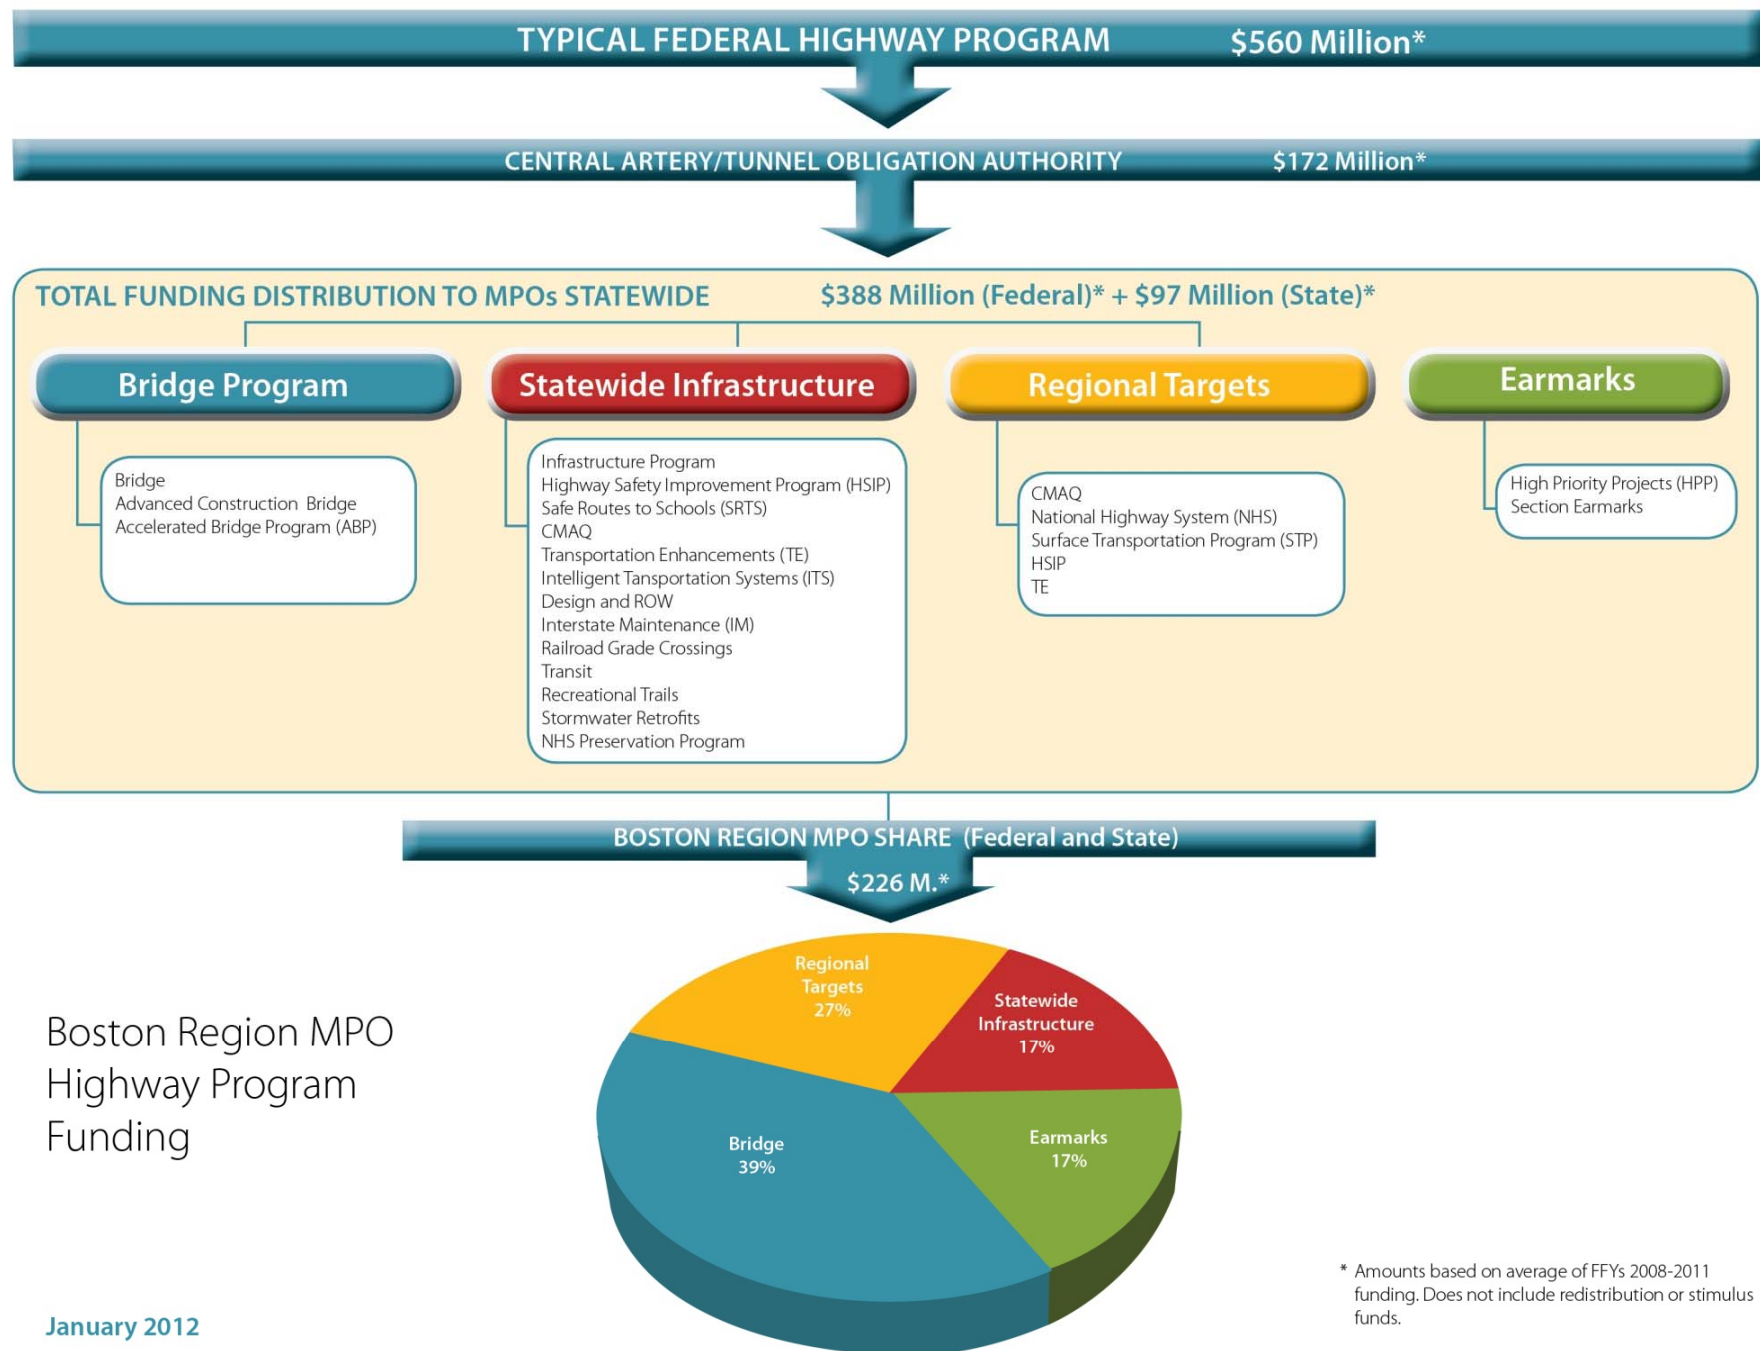 TYPICAL FEDERAL HIGHWAY PROGRAM $560 Million*
CENTRAL ARTERY/TUNNEL OBLIGATION AUTHORITY $172 Million*
TOTAL FUNDING DISTRIBUTION TO MPOs STATEWIDE $388 Million (Federal)* + $97 Million (State)*
Bridge Program
Bridge
Advanced Construction Bridge
Accelerated Bridge Program (ABP)
Statewide Infrastructure
Infrastructure Program
Highway Safety Improvement Program (HSIP)
Safe Routes to Schools (SRTS)
CMAQ
Transportation Enhancements (TE)
Intelligent Tansportation Systems (ITS)
Design and ROW
Interstate Maintenance (IM)
Railroad Grade Crossings
Transit
Recreational Trails
Stormwater Retrofits
NHS Preservation Program
Regional Targets
CMAQ
National Highway System (NHS)
Surface Transportation Program (STP)
HSIP
TE
Earmarks
High Priority Projects (HPP)
Section Earmarks
BOSTON REGION MPO SHARE (Federal and State)
$226 M.*
Regional
Targets
27%
Statewide
Infrastructure
17%
Bridge
39%
Earmarks
17%
Boston Region MPO
Highway Program
Funding
January 2012
* Amounts based on average of FFYs 2008-2011
funding. Does not include redistribution or stimulus
funds.